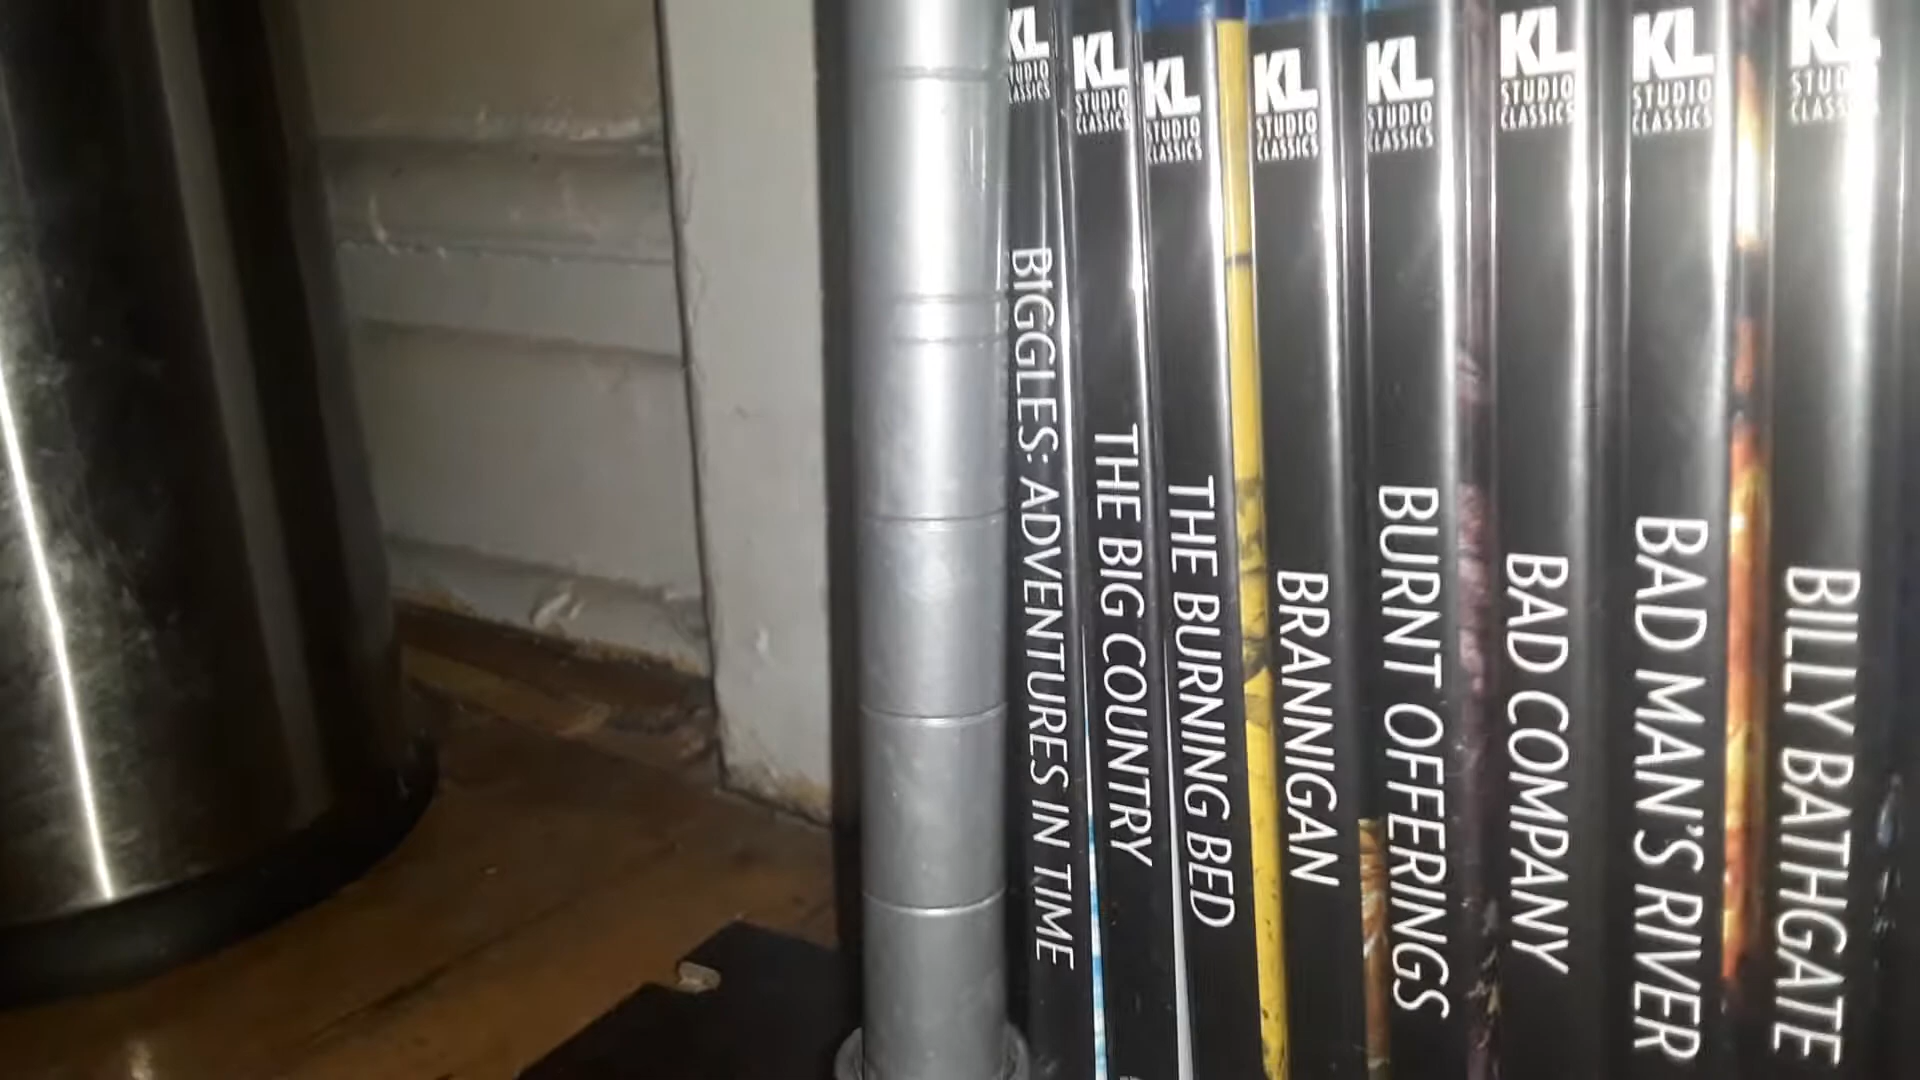 KL
STUDIO
CLASSICS
BIGGLES: ADVENTURES IN TIME
KL
STUDIO
CLASSICS
THE BIG COUNTRY
KL
STUDIO
CLASSICS
THE BURNING BED
KL
STUDIO
CLASSICS
BRANNIGAN
KL
STUDIO
CLASSICS
BURNT OFFERINGS
KL
STUDIO
CLASSICS
BAD COMPANY
KL
STUDIO
CLASSICS
BAD MAN'S RIVER
KL
STUDIO
CLASSICS
BILLY BATHGATE